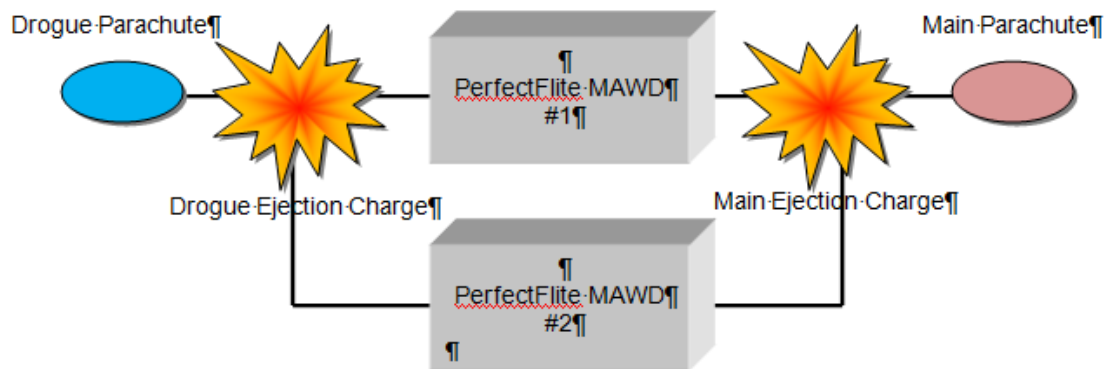 Drogue·Parachute¶
Main·Parachute¶
¶
PerfectFlite·MAWD¶
#1¶
Drogue·Ejection·Charge¶
Main·Ejection·Charge¶
¶
PerfectFlite·MAWD¶
#2¶
¶